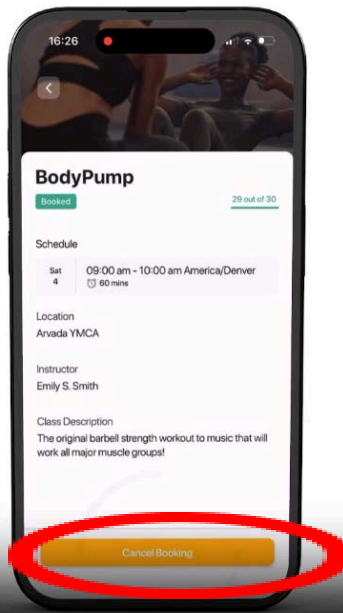 16:26
BodyPump
Booked
29 out of 30
Schedule
Sat
4
09:00 am - 10:00 am America/Denver
60 mins
Location
Arvada YMCA
Instructor
Emily S. Smith
Class Description
The original barbell strength workout to music that will
work all major muscle groups!
Cancel Booking